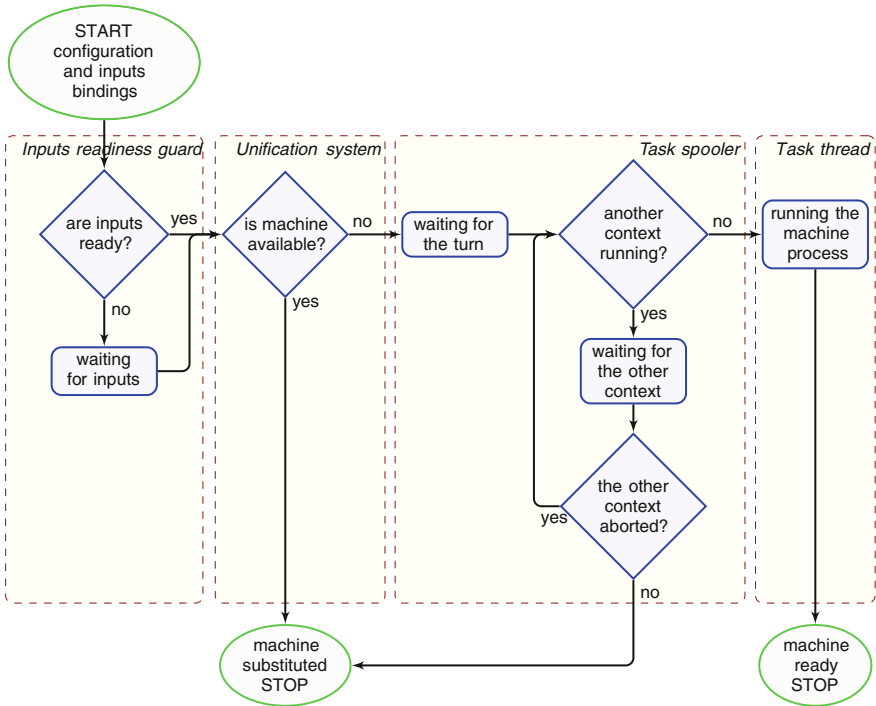 START
configuration
and inputs
bindings
Inputs readiness guard
Unification system
Task spooler
Task thread
are inputs
ready?
yes
no
waiting
for inputs
is machine
available?
no
yes
waiting for
the turn
another
context
running?
no
yes
waiting for
the other
context
the other
context
aborted?
yes
no
running the
machine
process
machine
substituted
STOP
machine
ready
STOP